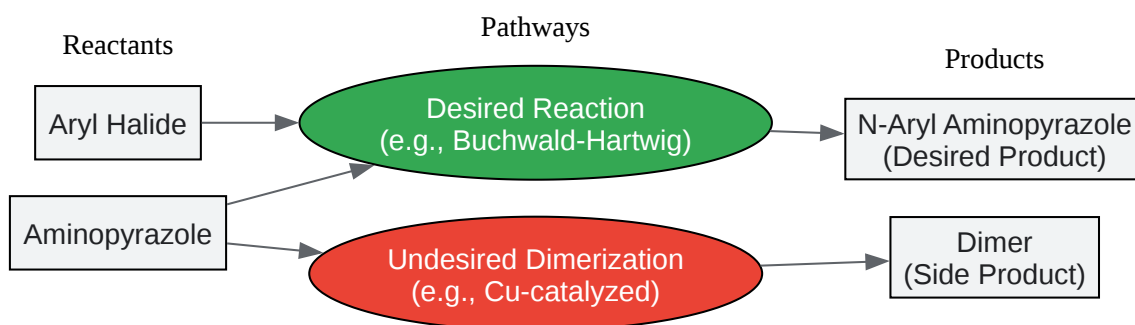 Reactants
Pathways
Products
Aryl Halide
Desired Reaction
(e.g., Buchwald-Hartwig)
N-Aryl Aminopyrazole
(Desired Product)
Aminopyrazole
Undesired Dimerization
(e.g., Cu-catalyzed)
Dimer
(Side Product)